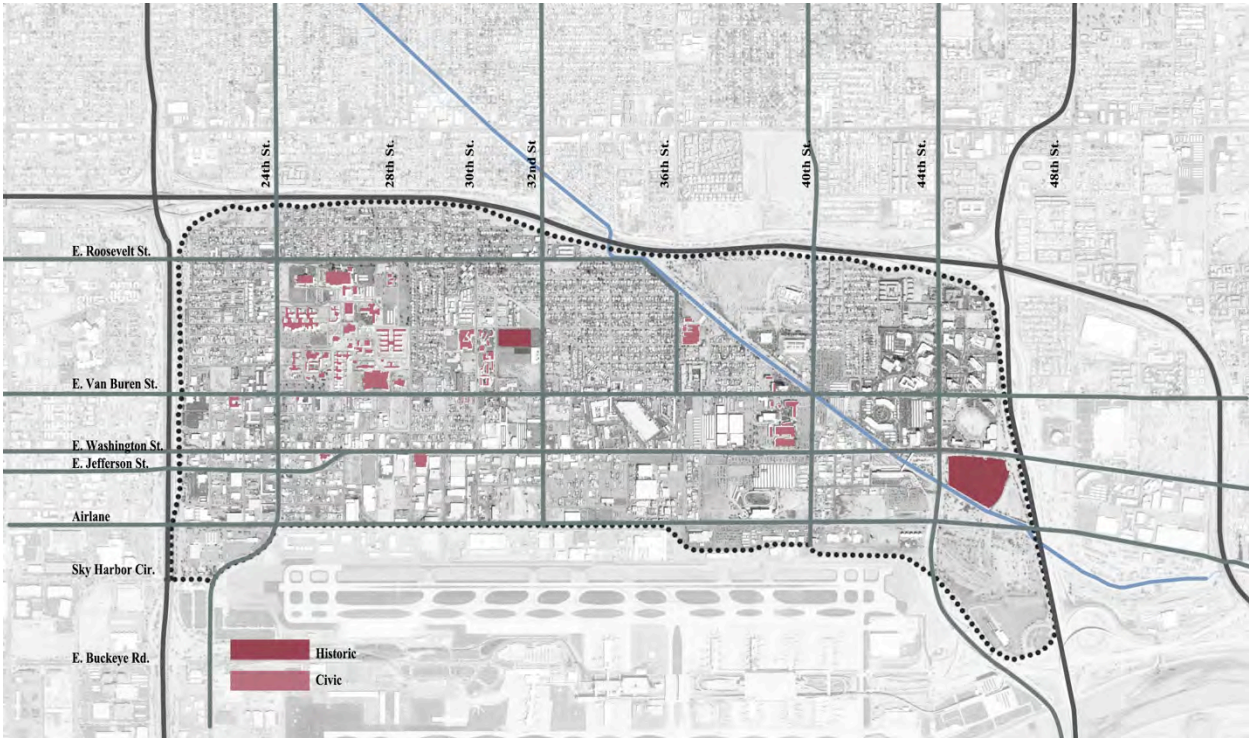 24th St.
28th St.
30th St.
32nd St
36th St.
40th St.
44th St.
48th St.
E. Roosevelt St.
E. Van Buren St.
E. Washington St.
E. Jefferson St.
Airlane
Sky Harbor Cir.
E. Buckeye Rd.
Historic
Civic